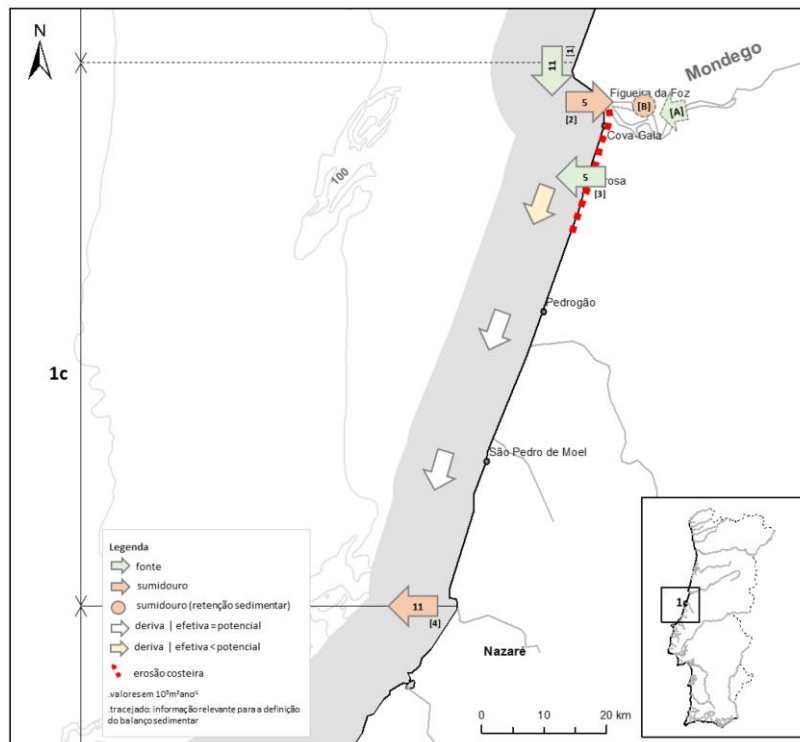 N
11
[1]
Mondego
Figueira da Foz
5
[2]
[B]
[A]
Cova-Gala
5
rosa
[3]
100
Pedrogão
1c
São Pedro de Moel
Legenda
fonte
sumidouro
sumidouro (retenção sedimentar)
deriva | efetiva = potencial
deriva | efetiva < potencial
erosão costeira
.valores em 10⁵m³ano⁻¹
.tracejado: informação relevante para a definição
do balanço sedimentar
11
[4]
Nazaré
0 10 20 km
1c